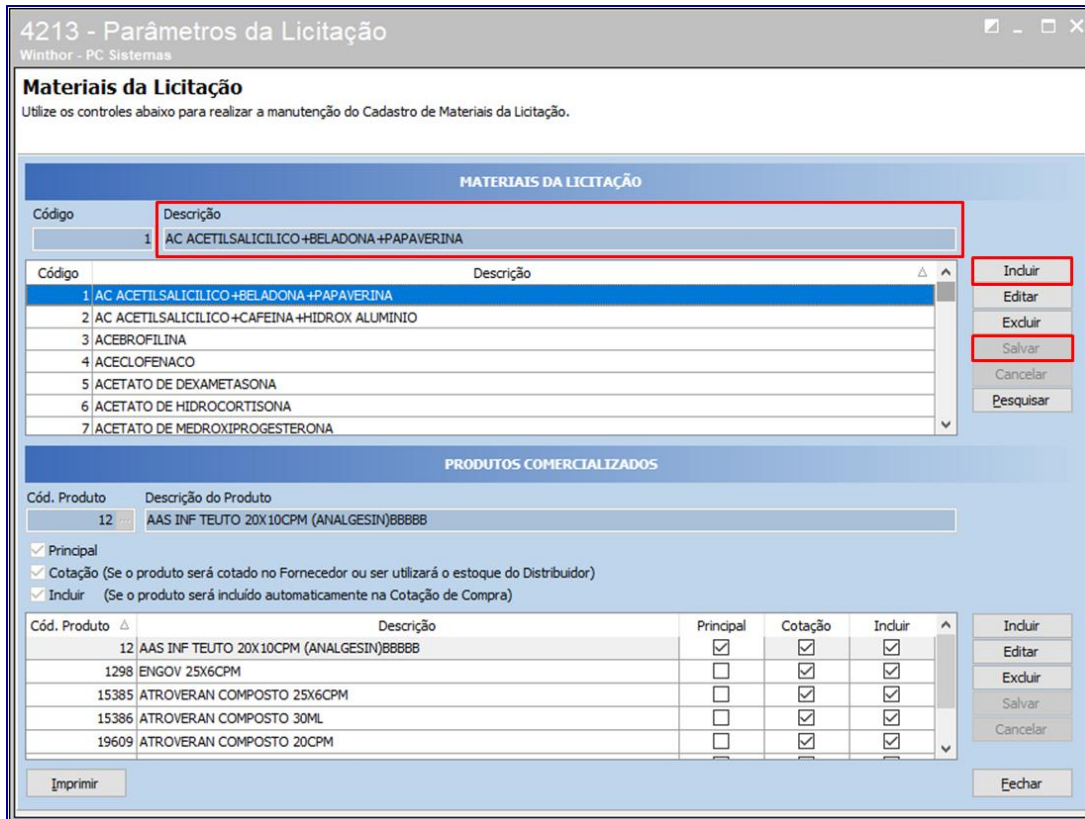 4213 - Parâmetros da Licitação
Winthor - PC Sistemas
Materiais da Licitação
Utilize os controles abaixo para realizar a manutenção do Cadastro de Materiais da Licitação.
MATERIAIS DA LICITAÇÃO
Código Descrição
1 AC ACETILSALICILICO+BELADONA+PAPAVERINA
Código Descrição
1 AC ACETILSALICILICO+BELADONA+PAPAVERINA
2 AC ACETILSALICILICO+CAFEINA+HIDROX ALUMINIO
3 ACEBROFILINA
4 ACECLOFENACO
5 ACETATO DE DEXAMETASONA
6 ACETATO DE HIDROCORTISONA
7 ACETATO DE MEDROXIPROGESTERONA
Incluir
Editar
Excluir
Salvar
Cancelar
Pesquisar
PRODUTOS COMERCIALIZADOS
Cód. Produto Descrição do Produto
12 ... AAS INF TEUTO 20X10CPM (ANALGESIN)BBBBB
Principal
Cotação (Se o produto será cotado no Fornecedor ou ser utilizará o estoque do Distribuidor)
Incluir (Se o produto será incluído automaticamente na Cotação de Compra)
Cód. Produto Descrição Principal Cotação Incluir
12 AAS INF TEUTO 20X10CPM (ANALGESIN)BBBBB
1298 ENGOV 25X6CPM
15385 ATROVERAN COMPOSTO 25X6CPM
15386 ATROVERAN COMPOSTO 30ML
19609 ATROVERAN COMPOSTO 20CPM
Incluir
Editar
Excluir
Salvar
Cancelar
Imprimir Fechar